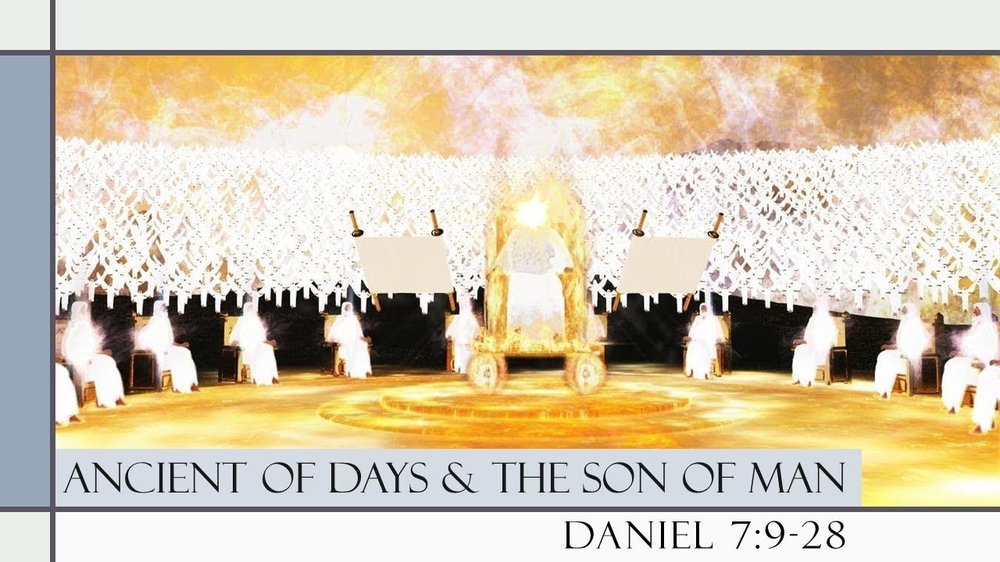 ANCIENT OF DAYS & THE SON OF MAN
DANIEL 7:9-28